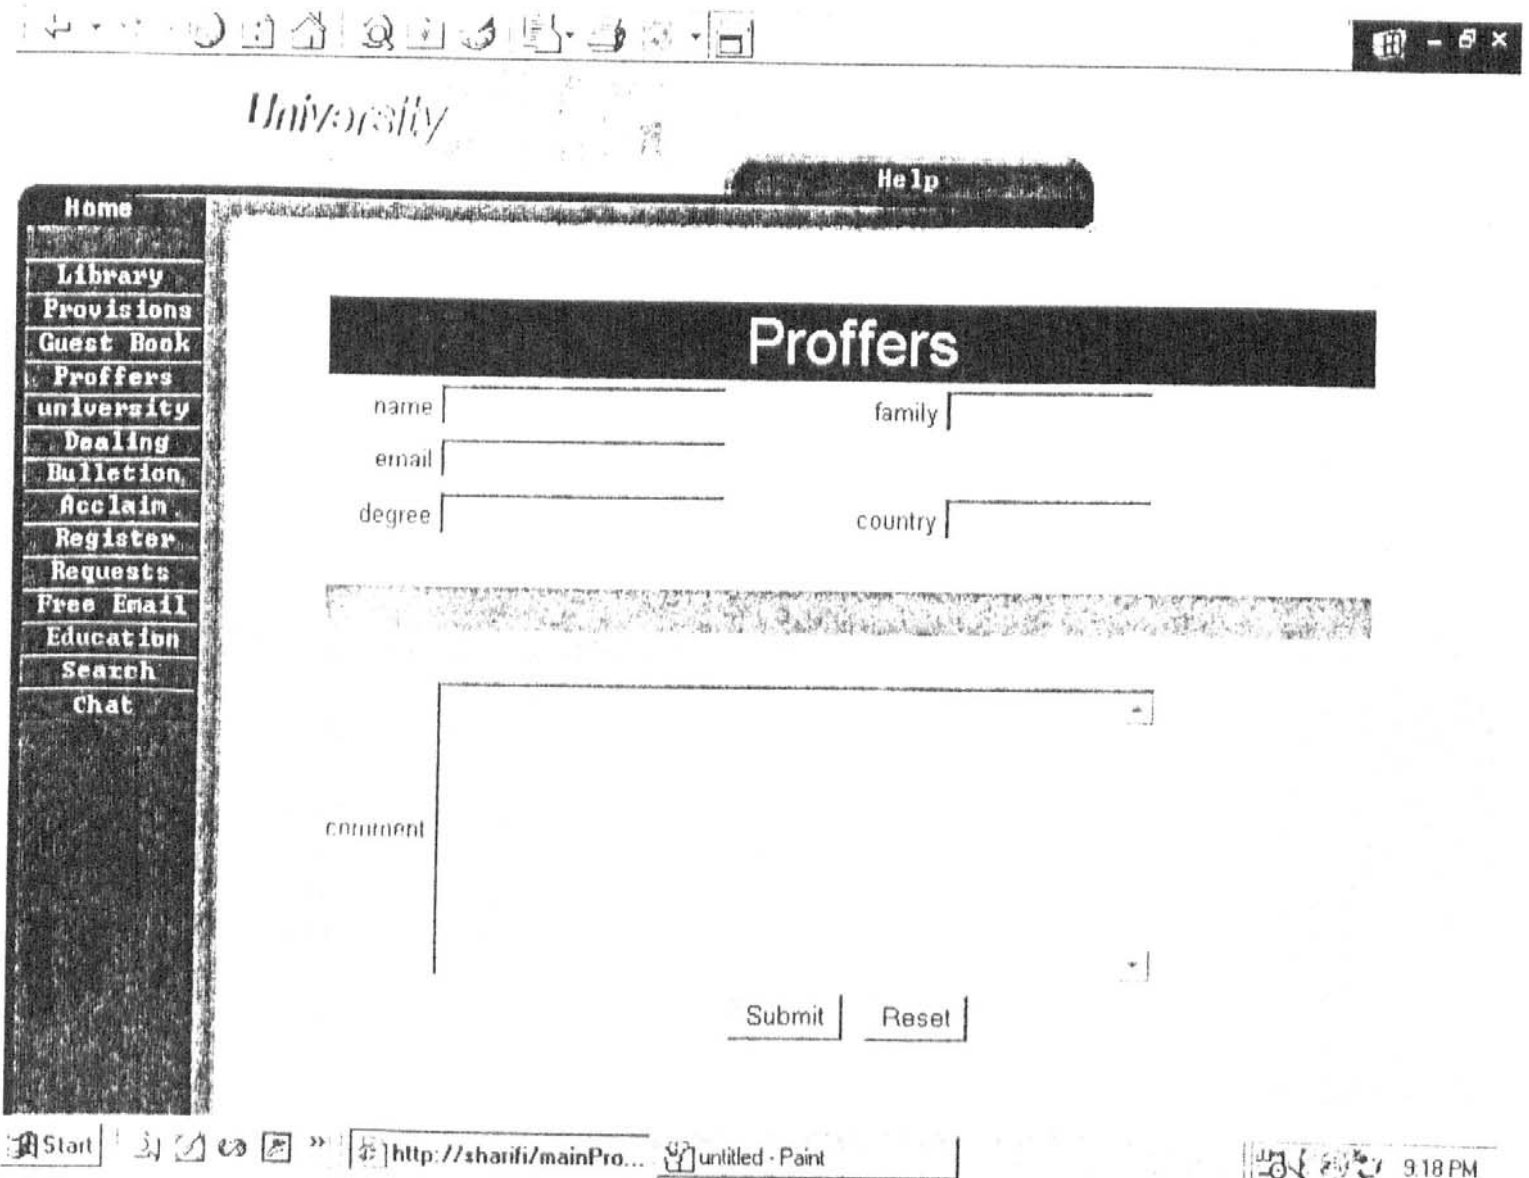 University
Help
Home
Library
Provisions
Guest Book
Proffers
university
Dealing
Bulletion
Acclaim
Register
Requests
Free Email
Education
Search
Chat
Proffers
name
family
email
degree
country
comment
Submit
Reset
Start
»
http://sharifi/mainPro...
untitled - Paint
9:18 PM